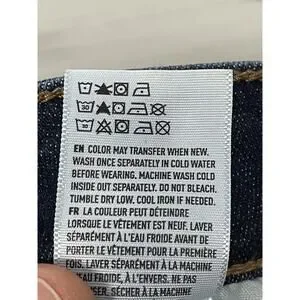 EN COLOR MAY TRANSFER WHEN NEW.
WASH ONCE SEPARATELY IN COLD WATER
BEFORE WEARING. MACHINE WASH COLD
INSIDE OUT SEPARATELY. DO NOT BLEACH.
TUMBLE DRY LOW. COOL IRON IF NEEDED.
FR LA COULEUR PEUT DÉTEINDRE
LORSQUE LE VÊTEMENT EST NEUF. LAVER
SÉPARÉMENT À L'EAU FROIDE AVANT DE
PORTER LE VÊTEMENT POUR LA PREMIÈRE
FOIS. LAVER SÉPARÉMENT À LA MACHINE
À L'EAU FROIDE, À L'ENVERS. NE PAS
SÉCHER À LA MACHINE